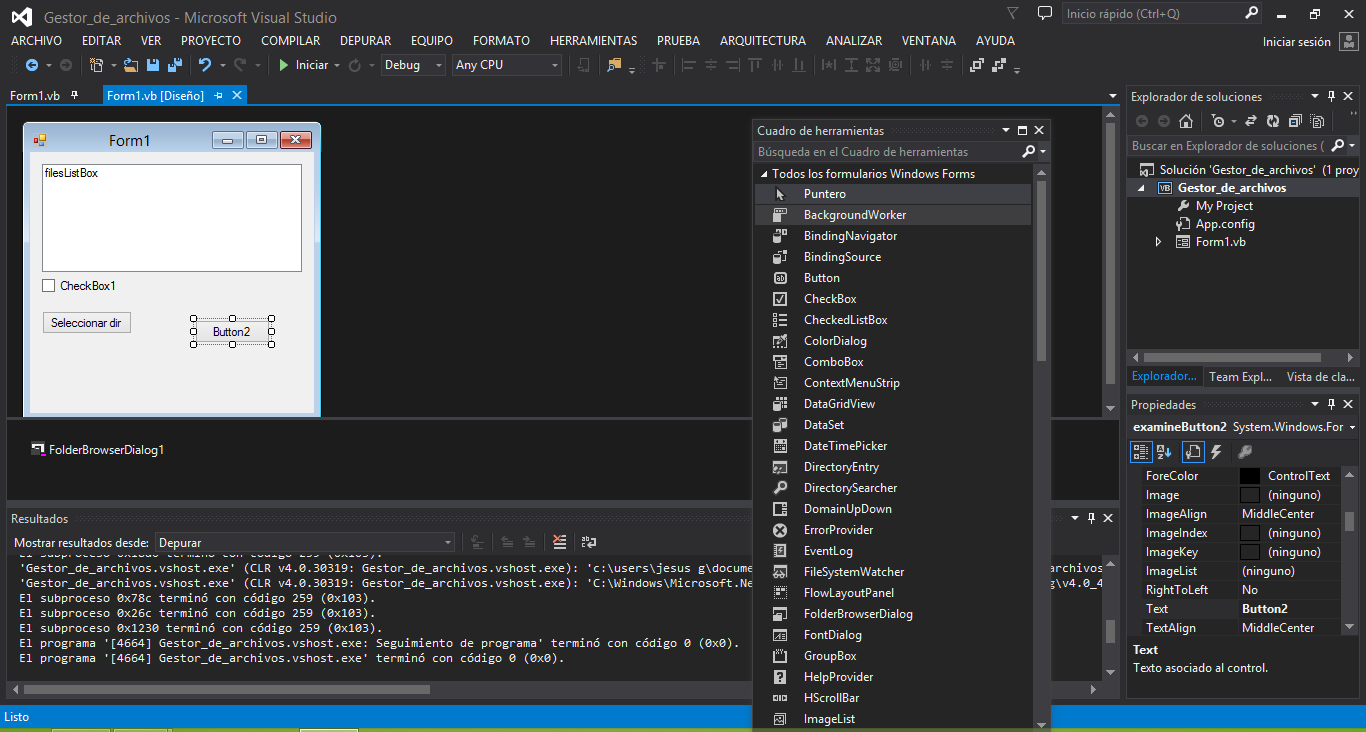 Gestor_de_archivos - Microsoft Visual Studio
Inicio rápido (Ctrl+Q)
ARCHIVO EDITAR VER PROYECTO COMPILAR DEPURAR EQUIPO FORMATO HERRAMIENTAS PRUEBA ARQUITECTURA ANALIZAR VENTANA AYUDA
Iniciar sesión
Iniciar Debug Any CPU
Form1.vb Form1.vb [Diseño]
Form1
filesListBox
CheckBox1
Seleccionar dir
Button2
FolderBrowserDialog1
Cuadro de herramientas
Búsqueda en el Cuadro de herramientas
Todos los formularios Windows Forms
Puntero
BackgroundWorker
BindingNavigator
BindingSource
Button
CheckBox
CheckedListBox
ColorDialog
ComboBox
ContextMenuStrip
DataGridView
DataSet
DateTimePicker
DirectoryEntry
DirectorySearcher
DomainUpDown
ErrorProvider
EventLog
FileSystemWatcher
FlowLayoutPanel
FolderBrowserDialog
FontDialog
GroupBox
HelpProvider
HScrollBar
ImageList
Explorador de soluciones
Buscar en Explorador de soluciones (
Solución 'Gestor_de_archivos' (1 proy
VB Gestor_de_archivos
My Project
App.config
Form1.vb
Explorador... Team Expl... Vista de cla...
Propiedades
examineButton2 System.Windows.For
ForeColor ControlText
Image (ninguno)
ImageAlign MiddleCenter
ImageIndex (ninguno)
ImageKey (ninguno)
ImageList (ninguno)
RightToLeft No
Text Button2
TextAlign MiddleCenter
Text
Texto asociado al control.
Resultados
Mostrar resultados desde: Depurar
El subproceso terminó con código 259 (0x103).
'Gestor_de_archivos.vshost.exe' (CLR v4.0.30319: Gestor_de_archivos.vshost.exe): 'c:\users\jesus g\docume archivos
'Gestor_de_archivos.vshost.exe' (CLR v4.0.30319: Gestor_de_archivos.vshost.exe): 'C:\Windows\Microsoft.Ne g\v4.0_4
El subproceso 0x78c terminó con código 259 (0x103).
El subproceso 0x26c terminó con código 259 (0x103).
El subproceso 0x1230 terminó con código 259 (0x103).
El programa '[4664] Gestor_de_archivos.vshost.exe: Seguimiento de programa' terminó con código 0 (0x0).
El programa '[4664] Gestor_de_archivos.vshost.exe' terminó con código 0 (0x0).
Listo